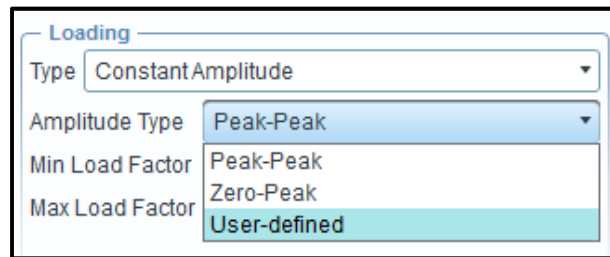 Loading
Type Constant Amplitude
Amplitude Type Peak-Peak
Min Load Factor Peak-Peak
Zero-Peak
Max Load Factor
User-defined